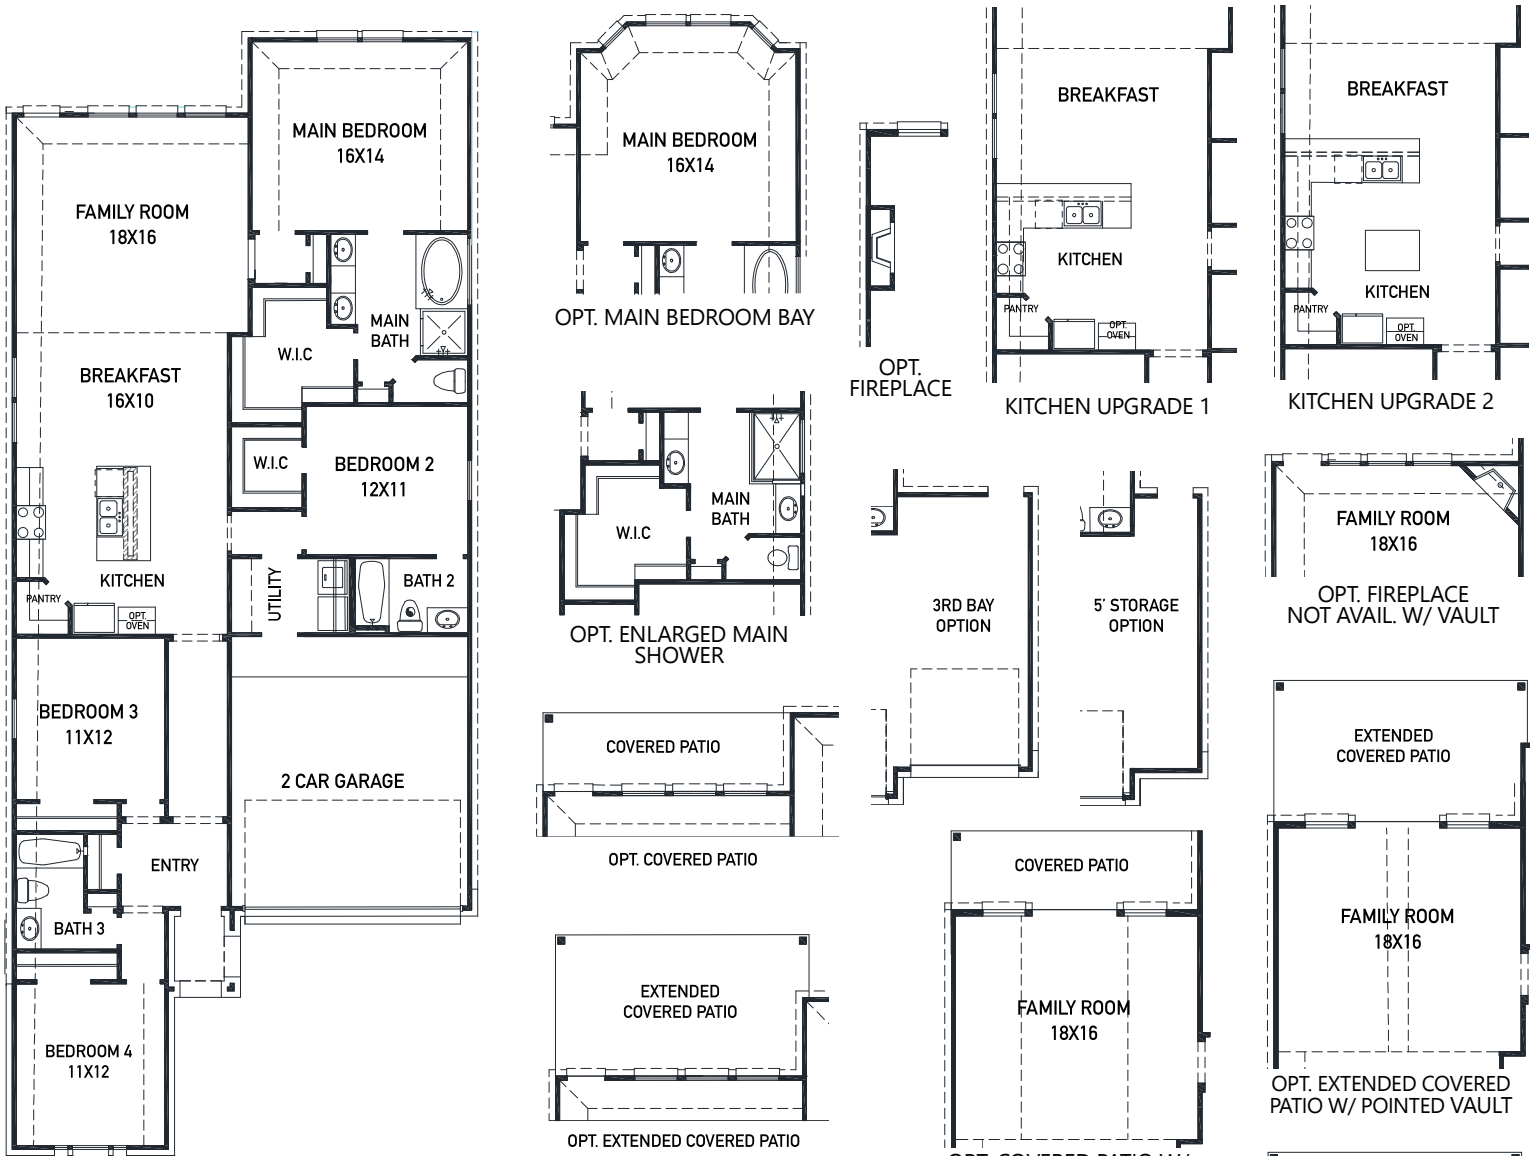 MAIN BEDROOM
16X14
FAMILY ROOM
18X16
MAIN
BATH
W.I.C
BREAKFAST
16X10
W.I.C
BEDROOM 2
12X11
KITCHEN
PANTRY
OPT.
OVEN
UTILITY
BATH 2
BEDROOM 3
11X12
2 CAR GARAGE
ENTRY
BATH 3
BEDROOM 4
11X12
MAIN BEDROOM
16X14
OPT. MAIN BEDROOM BAY
OPT.
FIREPLACE
BREAKFAST
KITCHEN
PANTRY
OPT.
OVEN
KITCHEN UPGRADE 1
BREAKFAST
KITCHEN
PANTRY
OPT.
OVEN
KITCHEN UPGRADE 2
MAIN
BATH
W.I.C
OPT. ENLARGED MAIN
SHOWER
3RD BAY
OPTION
5' STORAGE
OPTION
FAMILY ROOM
18X16
OPT. FIREPLACE
NOT AVAIL. W/ VAULT
COVERED PATIO
OPT. COVERED PATIO
EXTENDED
COVERED PATIO
OPT. EXTENDED COVERED PATIO
COVERED PATIO
FAMILY ROOM
18X16
OPT. COVERED PATIO W/
EXTENDED
COVERED PATIO
FAMILY ROOM
18X16
OPT. EXTENDED COVERED
PATIO W/ POINTED VAULT